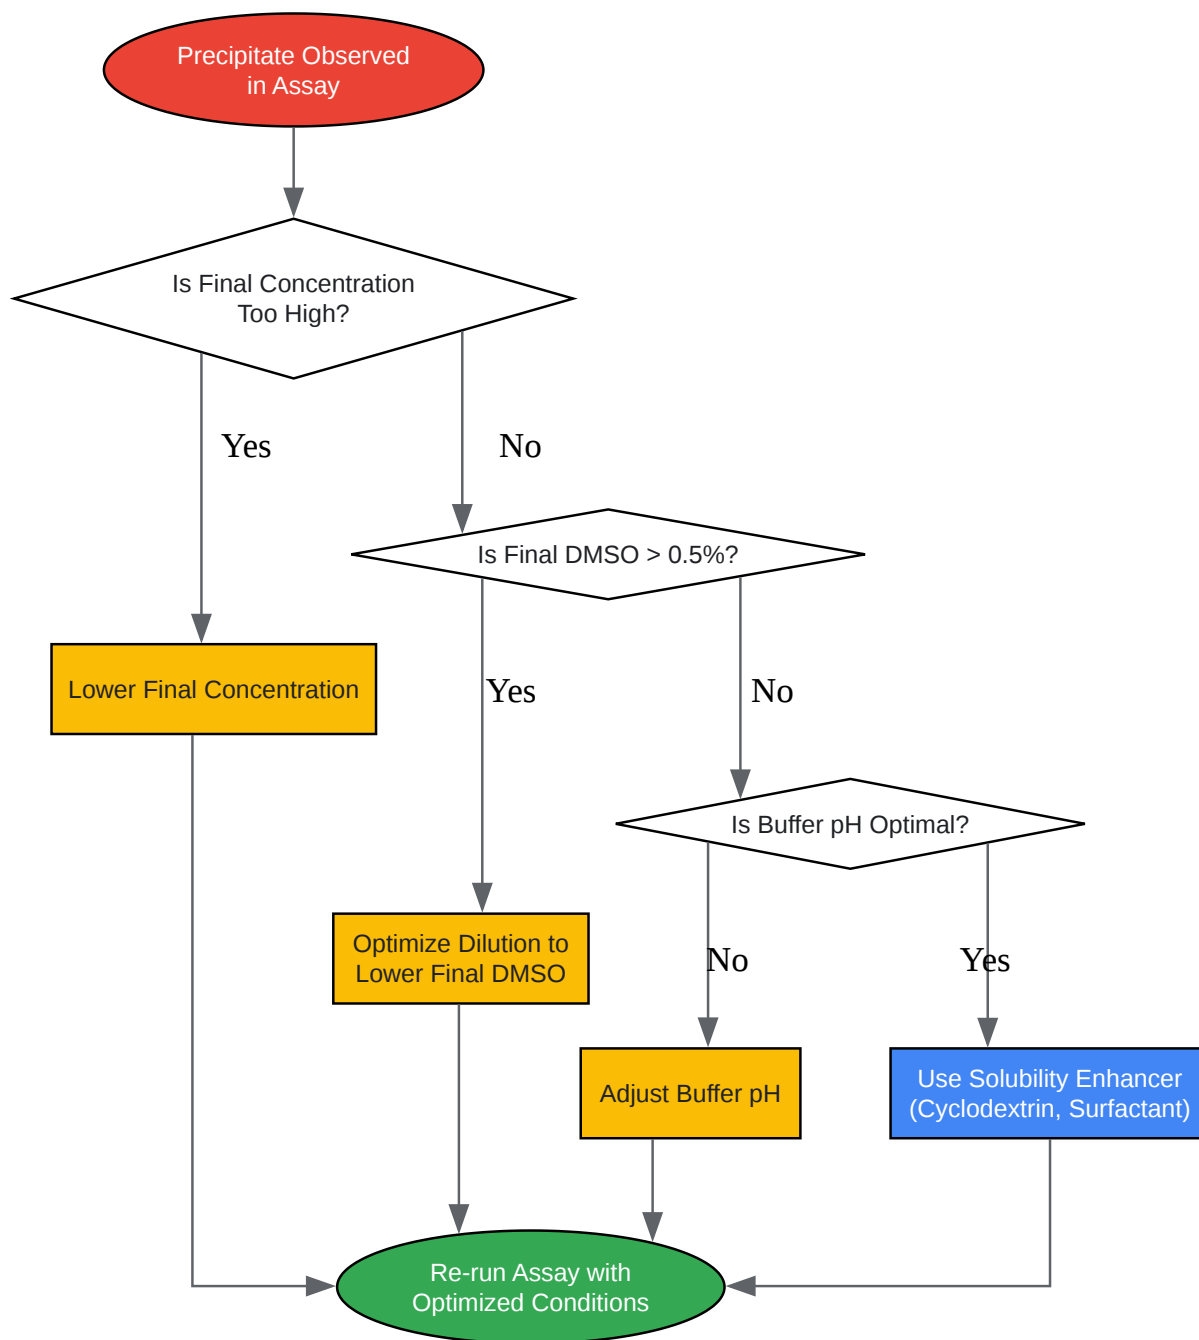 Precipitate Observed
in Assay
Is Final Concentration
Too High?
Yes
No
Is Final DMSO > 0.5%?
Lower Final Concentration
Yes
No
Is Buffer pH Optimal?
Optimize Dilution to
Lower Final DMSO
No
Yes
Adjust Buffer pH
Use Solubility Enhancer
(Cyclodextrin, Surfactant)
Re-run Assay with
Optimized Conditions